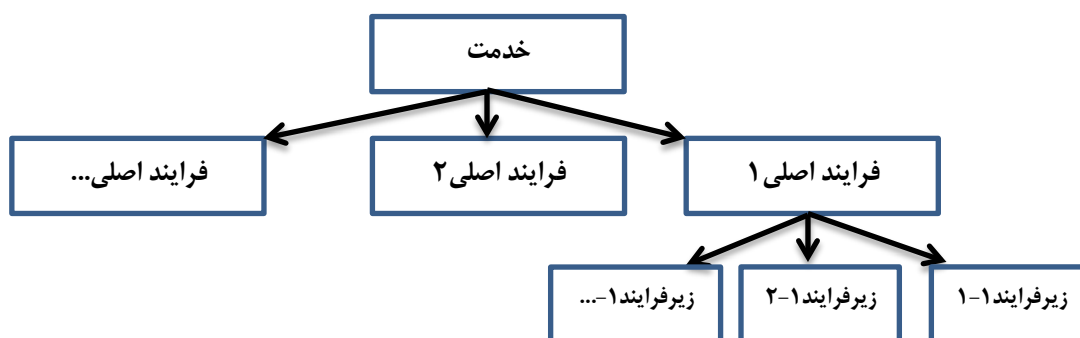 خدمت
فرایند اصلی۱
فرایند اصلی۲
فرایند اصلی...
زیرفرایند۱-۱
زیرفرایند۱-۲
زیرفرایند۱-...